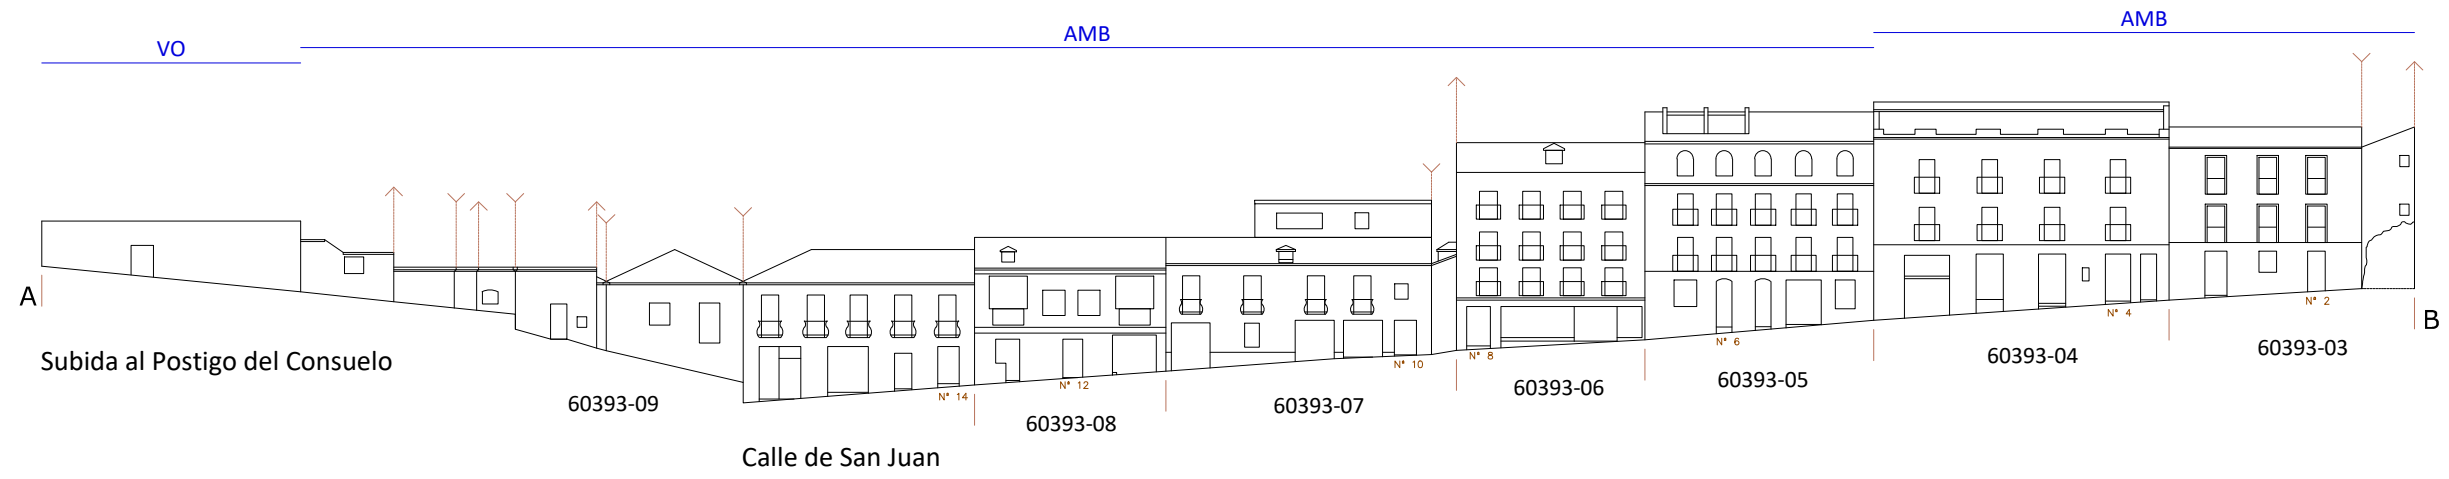 VO
AMB
AMB
A
B
Subida al Postigo del Consuelo
Nº 14
Nº 12
Nº 10
Nº 8
Nº 6
Nº 4
Nº 2
60393-09
60393-08
60393-07
60393-06
60393-05
60393-04
60393-03
Calle de San Juan